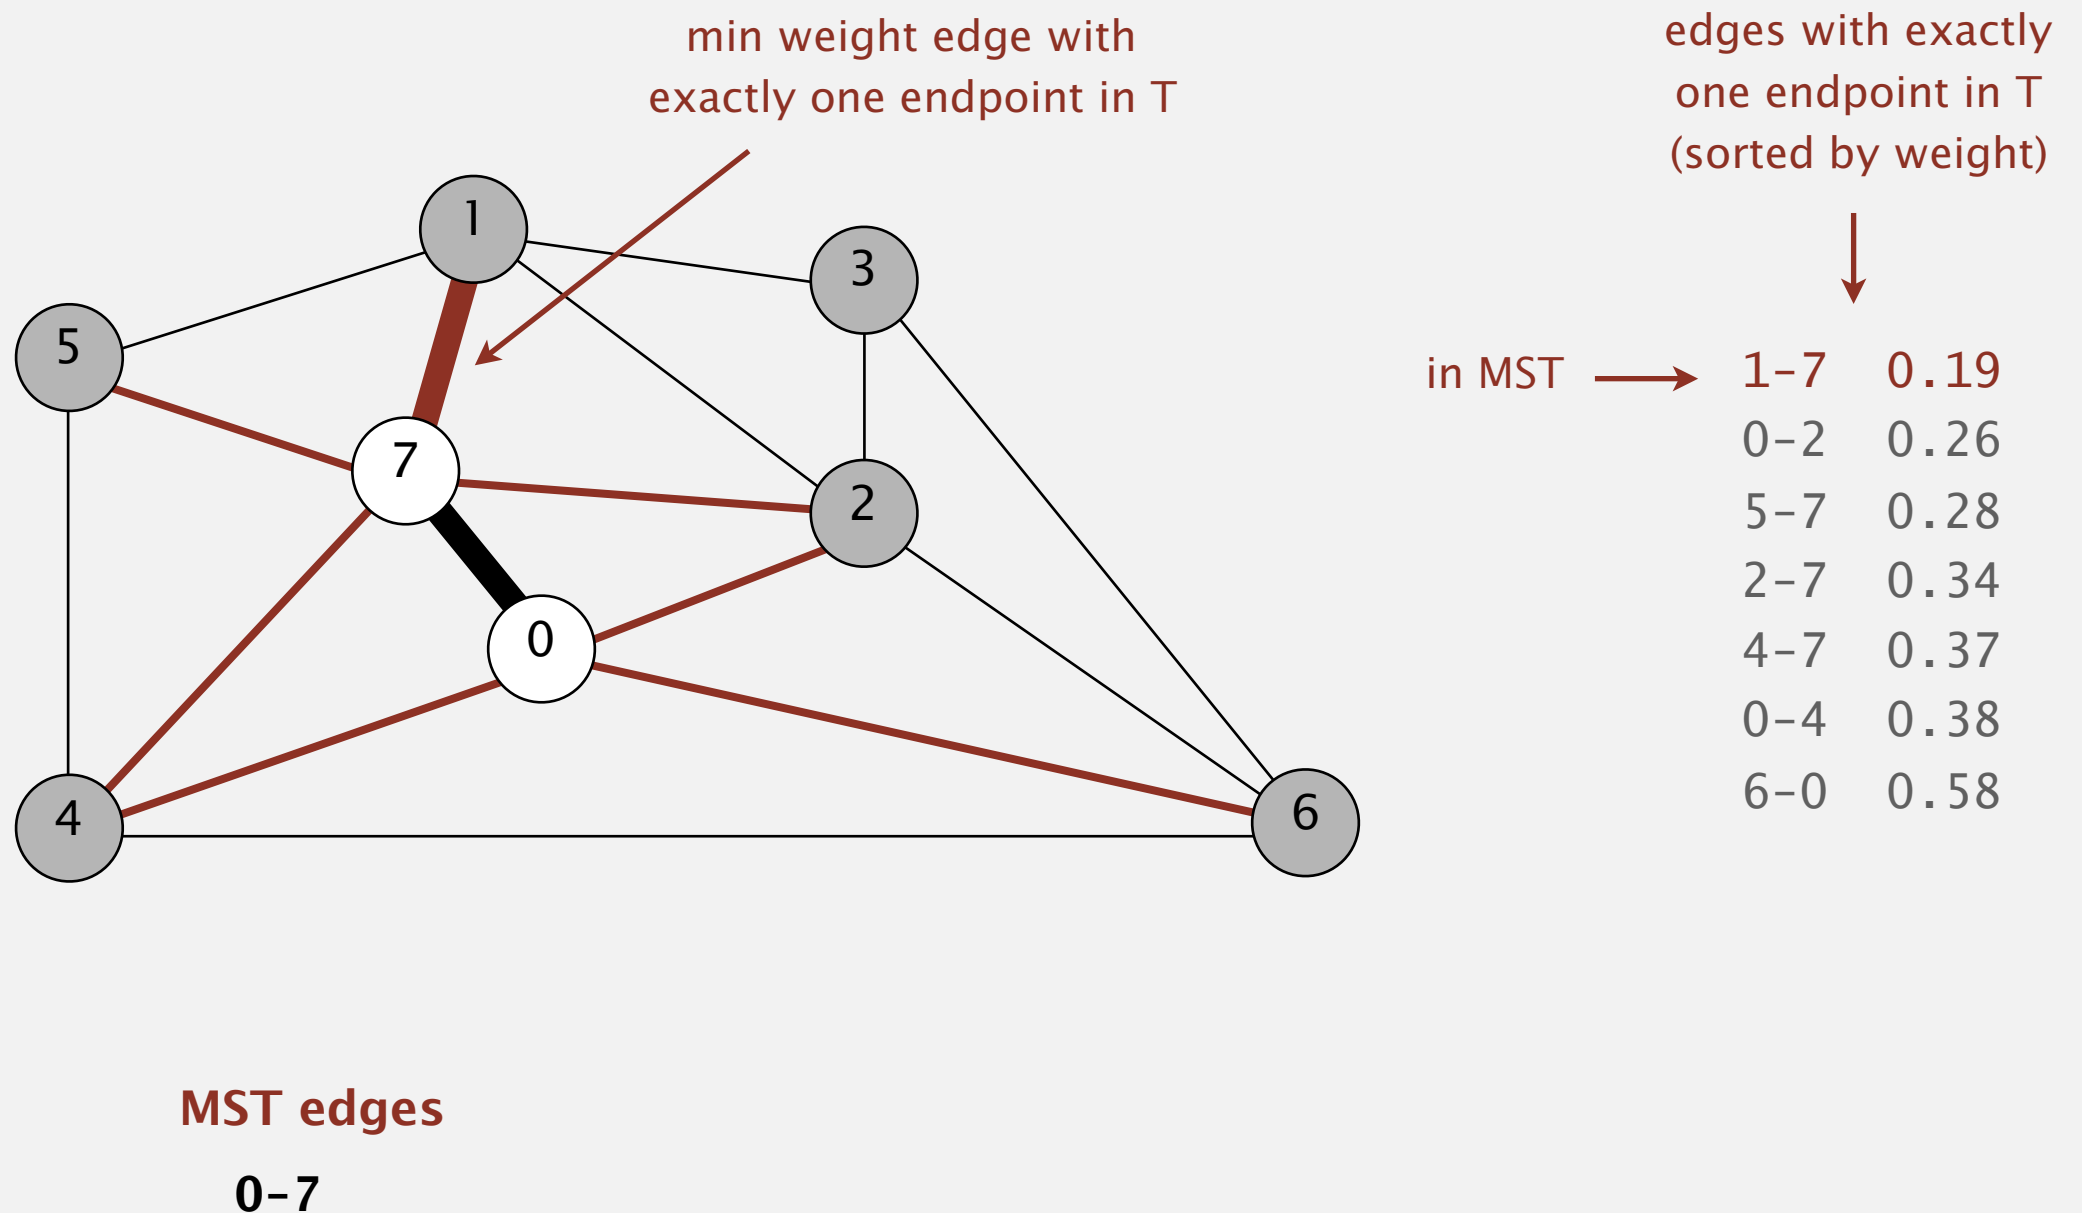 min weight edge with
exactly one endpoint in T
edges with exactly
one endpoint in T
(sorted by weight)
1
3
5
7
2
0
4
6
in MST
1-7 0.19
0-2 0.26
5-7 0.28
2-7 0.34
4-7 0.37
0-4 0.38
6-0 0.58
MST edges
0-7